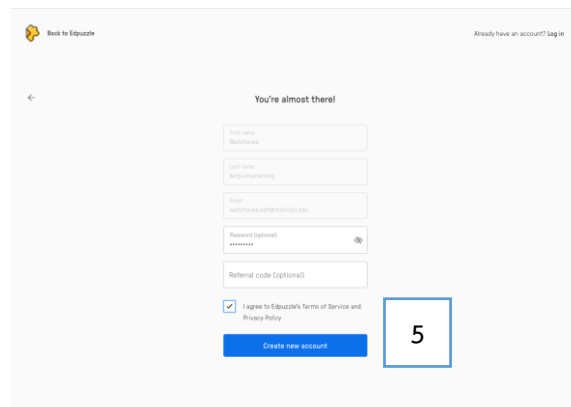 Back to Edpuzzle
Already have an account? Log in
←
You're almost there!
First name
Watcharee
Last name
Email
Password (optional)
•••••••••
Referral code (optional)
I agree to Edpuzzle's Terms of Service and
Privacy Policy
5
Create new account